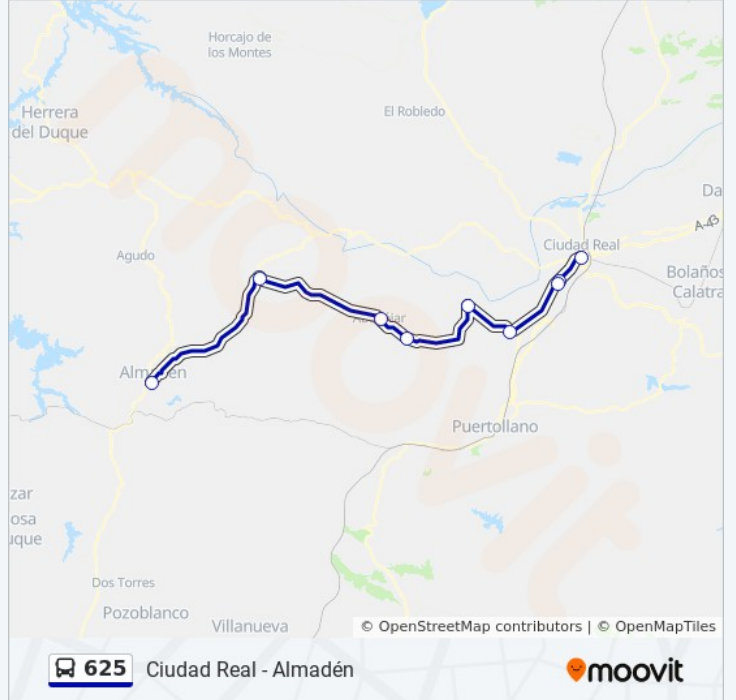 Horcajo de
los Montes
El Robledo
Herrera
del Duque
Da
A-43
Ciudad Real
Agudo
Bolaños
Calatra
Almadén
Puertollano
zar
osa
uque
Dos Torres
Pozoblanco
Villanueva
© OpenStreetMap contributors | © OpenMapTiles
625 Ciudad Real - Almadén
moovit
moovit